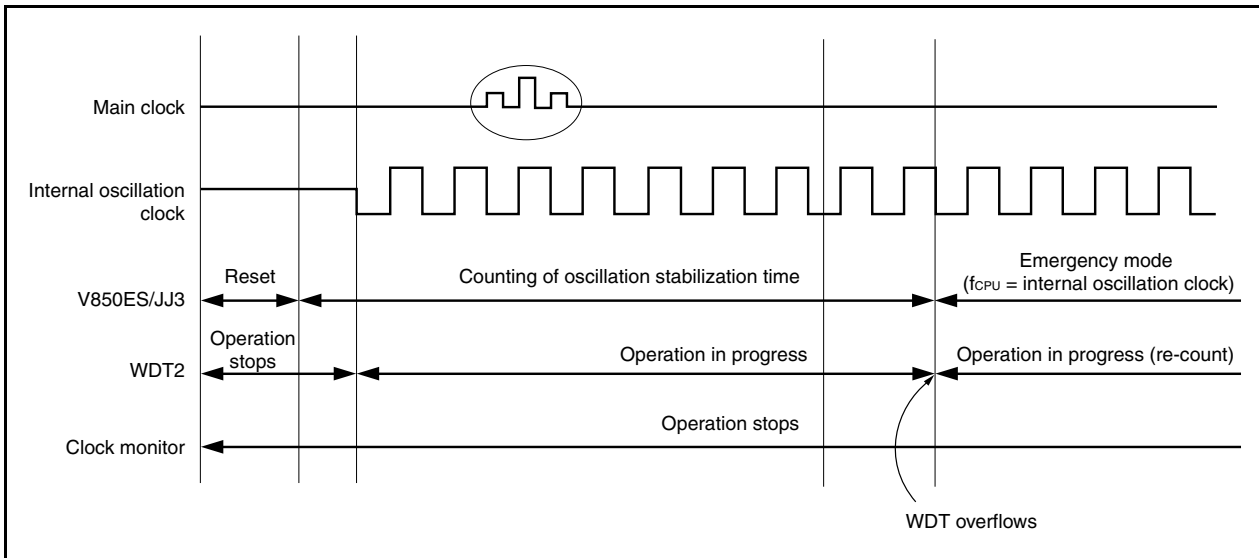 Main clock
Internal oscillation
clock
Reset
Counting of oscillation stabilization time
Emergency mode
(fCPU = internal oscillation clock)
V850ES/JJ3
Operation
stops
Operation in progress
Operation in progress (re-count)
WDT2
Operation stops
Clock monitor
WDT overflows